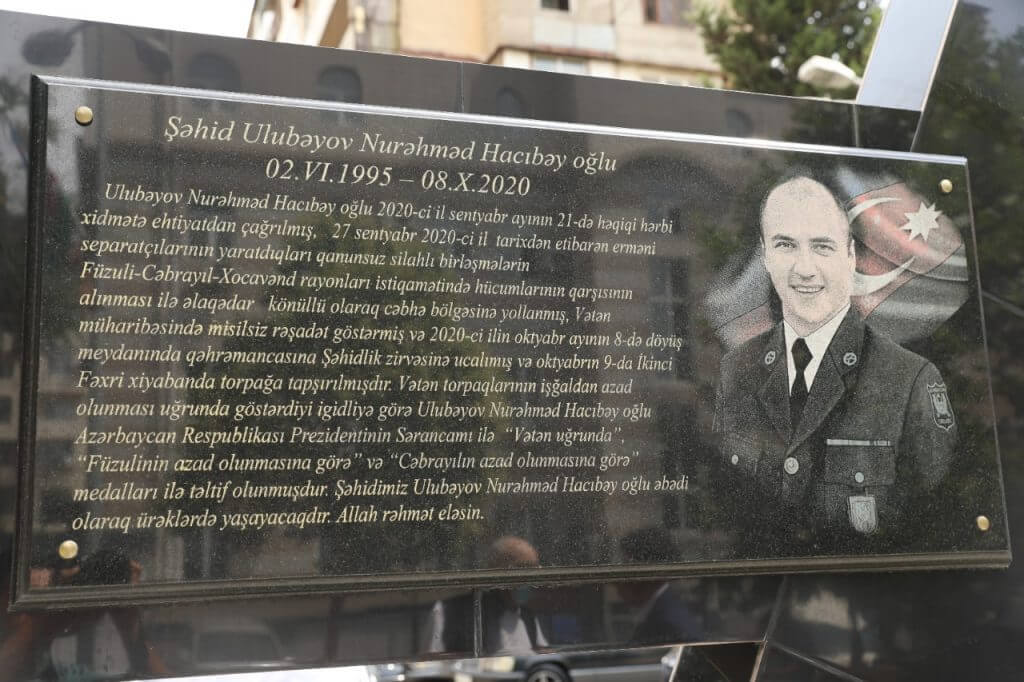 Şəhid Ulubəyov Nurəhməd Hacıbəy oğlu
02.VI.1995 – 08.X.2020
Ulubəyov Nurəhməd Hacıbəy oğlu 2020-ci il sentyabr ayının 21-də həqiqi hərbi
xidmətə ehtiyatdan çağrılmış, 27 sentyabr 2020-ci il tarixdən etibarən erməni
separatçılarının yaratdıqları qanunsuz silahlı birləşmələrin
Füzuli-Cəbrayıl-Xocavənd rayonları istiqamətində hücumlarının qarşısının
alınması ilə əlaqədar könüllü olaraq cəbhə bölgəsinə yollanmış, Vətən
müharibəsində misilsiz rəşadət göstərmiş və 2020-ci ilin oktyabr ayının 8-də döyüş
meydanında qəhrəmancasına Şəhidlik zirvəsinə ucalmış və oktyabrın 9-da İkinci
Fəxri xiyabanda torpağa tapşırılmışdır. Vətən torpaqlarının işğaldan azad
olunması uğrunda göstərdiyi igidliyə görə Ulubəyov Nurəhməd Hacıbəy oğlu
Azərbaycan Respublikası Prezidentinin Sərəncamı ilə “Vətən uğrunda”,
“Füzulinin azad olunmasına görə” və “Cəbrayılın azad olunmasına görə”
medalları ilə təltif olunmuşdur. Şəhidimiz Ulubəyov Nurəhməd Hacıbəy oğlu əbədi
olaraq ürəklərdə yaşayacaqdır. Allah rəhmət eləsin.